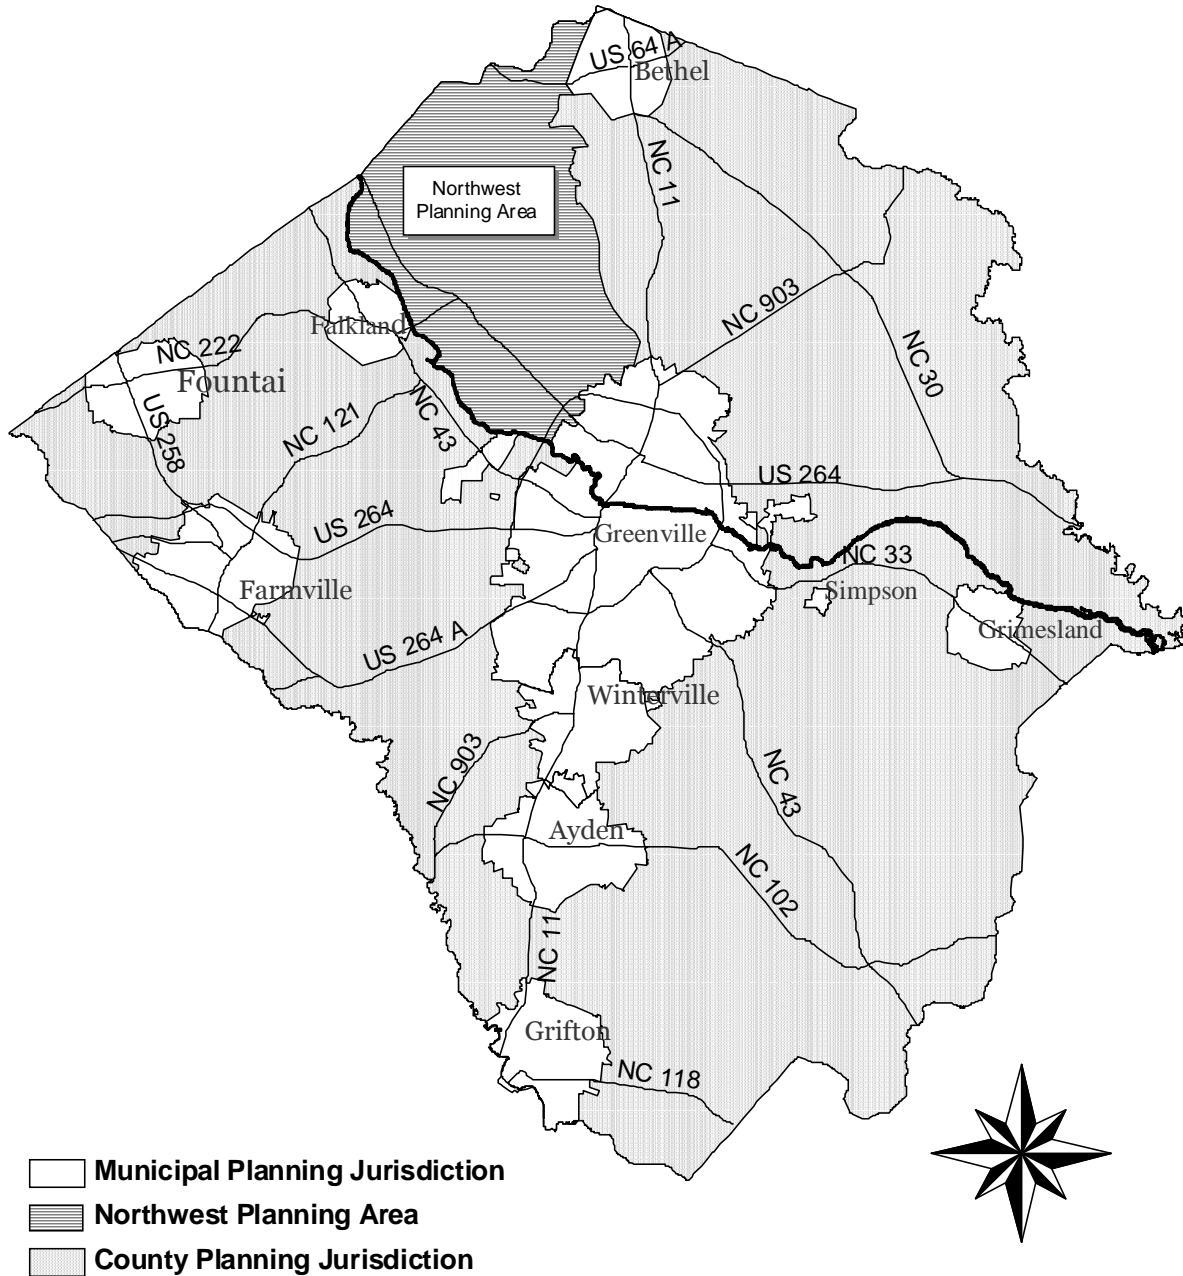 US 64 A
Bethel
NC 11
Northwest
Planning Area
NC 903
Falkland
NC 222
Fountai
NC 30
US 258
NC 121
NC 43
US 264
US 264
Greenville
NC 33
Farmville
Simpson
Grimesland
US 264 A
Winterville
NC 903
NC 43
Ayden
NC 102
NC 11
Grifton
NC 118
Municipal Planning Jurisdiction
Northwest Planning Area
County Planning Jurisdiction